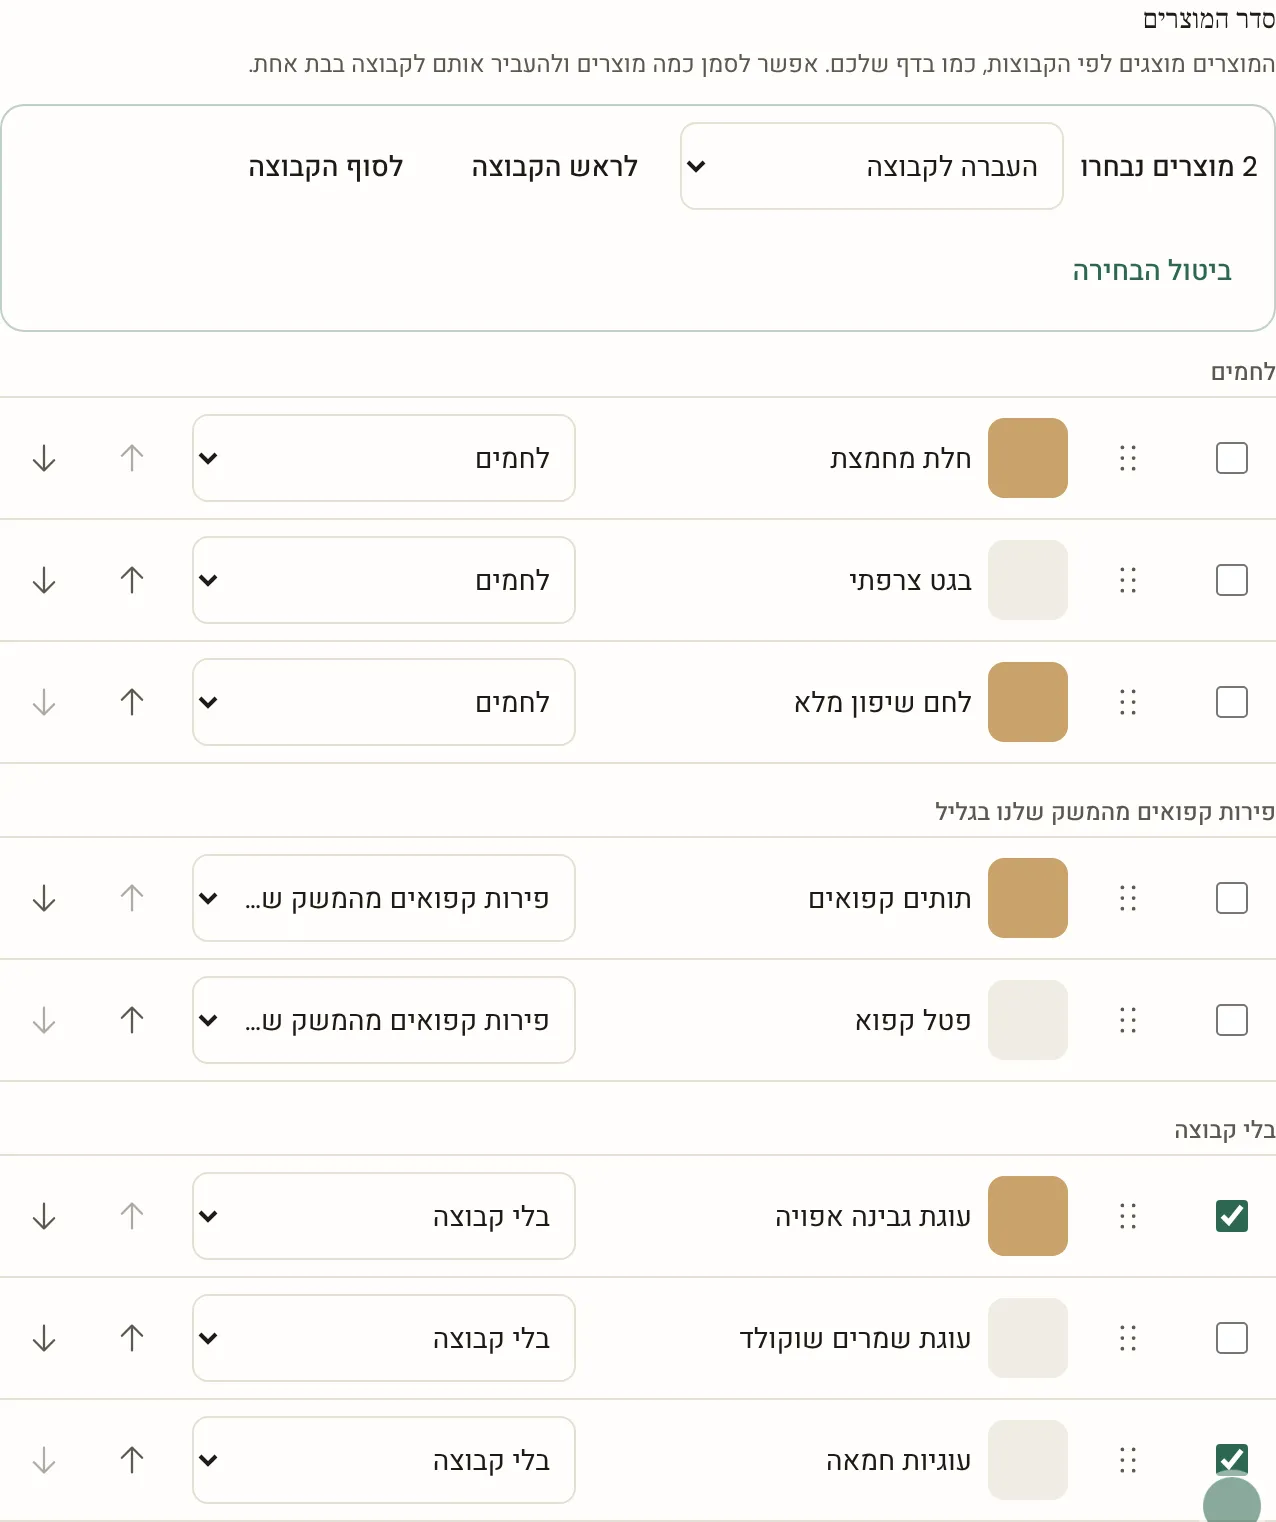 סדר המוצרים
המוצרים מוצגים לפי הקבוצות, כמו בדף שלכם. אפשר לסמן כמה מוצרים ולהעביר אותם לקבוצה בבת אחת.
2 מוצרים נבחרו העברה לקבוצה לראש הקבוצה לסוף הקבוצה
ביטול הבחירה
לחמים
חלת מחמצת לחמים
בגט צרפתי לחמים
לחם שיפון מלא לחמים
פירות קפואים מהמשק שלנו בגליל
תותים קפואים פירות קפואים מהמשק ש...
פטל קפוא פירות קפואים מהמשק ש...
בלי קבוצה
עוגת גבינה אפויה בלי קבוצה
עוגת שמרים שוקולד בלי קבוצה
עוגיות חמאה בלי קבוצה